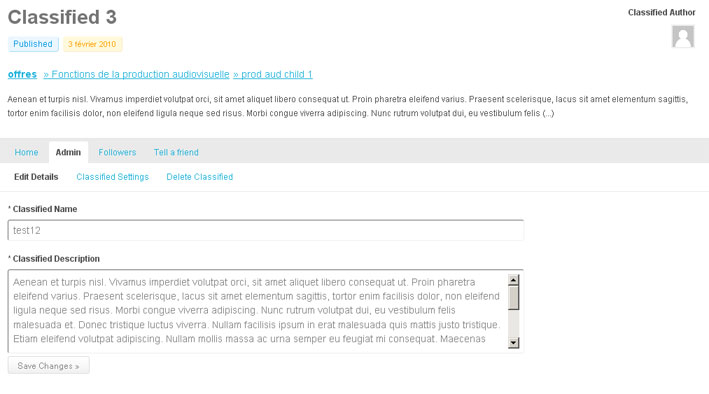 Classified 3
Classified Author
Published 3 février 2010
offres » Fonctions de la production audiovisuelle » prod aud child 1
Aenean et turpis nisl. Vivamus imperdiet volutpat orci, sit amet aliquet libero consequat ut. Proin pharetra eleifend varius. Praesent scelerisque, lacus sit amet elementum sagittis,
tortor enim facilisis dolor, non eleifend ligula neque sed risus. Morbi congue viverra adipiscing. Nunc rutrum volutpat dui, eu vestibulum felis (...)
Home Admin Followers Tell a friend
Edit Details Classified Settings Delete Classified
* Classified Name
test12
* Classified Description
Aenean et turpis nisl. Vivamus imperdiet volutpat orci, sit amet aliquet libero consequat ut. Proin pharetra
eleifend varius. Praesent scelerisque, lacus sit amet elementum sagittis, tortor enim facilisis dolor, non eleifend
ligula neque sed risus. Morbi congue viverra adipiscing. Nunc rutrum volutpat dui, eu vestibulum felis
malesuada et. Donec tristique luctus viverra. Nullam facilisis ipsum in erat malesuada quis mattis justo tristique.
Etiam eleifend volutpat adipiscing. Nullam mollis massa ac urna semper eu feugiat mi consequat. Maecenas
Save Changes »